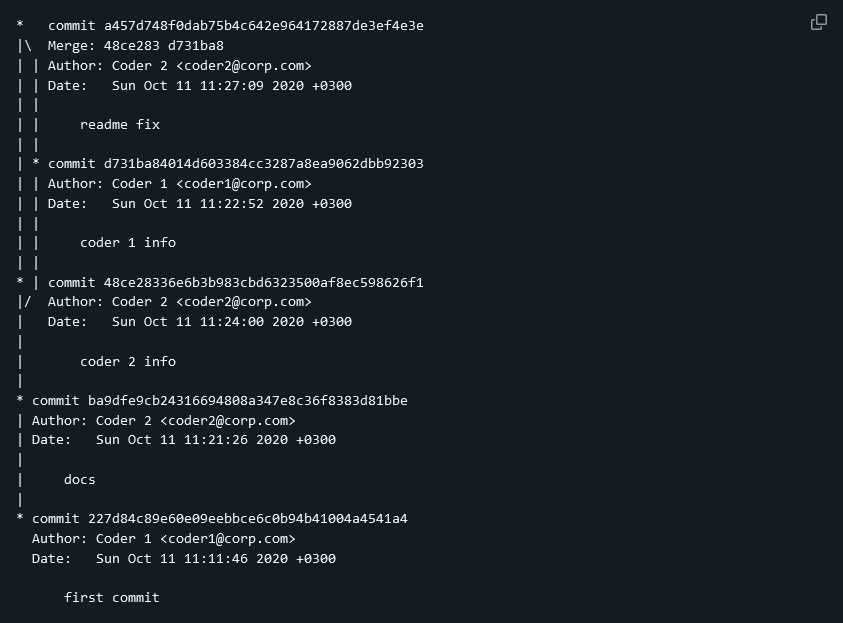 *   commit a457d748f0dab75b4c642e964172887de3ef4e3e
|\  Merge: 48ce283 d731ba8
| | Author: Coder 2 <coder2@corp.com>
| | Date:   Sun Oct 11 11:27:09 2020 +0300
| |
| |     readme fix
| |
| * commit d731ba84014d603384cc3287a8ea9062dbb92303
| | Author: Coder 1 <coder1@corp.com>
| | Date:   Sun Oct 11 11:22:52 2020 +0300
| |
| |     coder 1 info
| |
* | commit 48ce28336e6b3b983cbd6323500af8ec598626f1
|/  Author: Coder 2 <coder2@corp.com>
|   Date:   Sun Oct 11 11:24:00 2020 +0300
|
|       coder 2 info
|
* commit ba9dfe9cb24316694808a347e8c36f8383d81bbe
| Author: Coder 2 <coder2@corp.com>
| Date:   Sun Oct 11 11:21:26 2020 +0300
|
|     docs
|
* commit 227d84c89e60e09eebbce6c0b94b41004a4541a4
  Author: Coder 1 <coder1@corp.com>
  Date:   Sun Oct 11 11:11:46 2020 +0300

      first commit